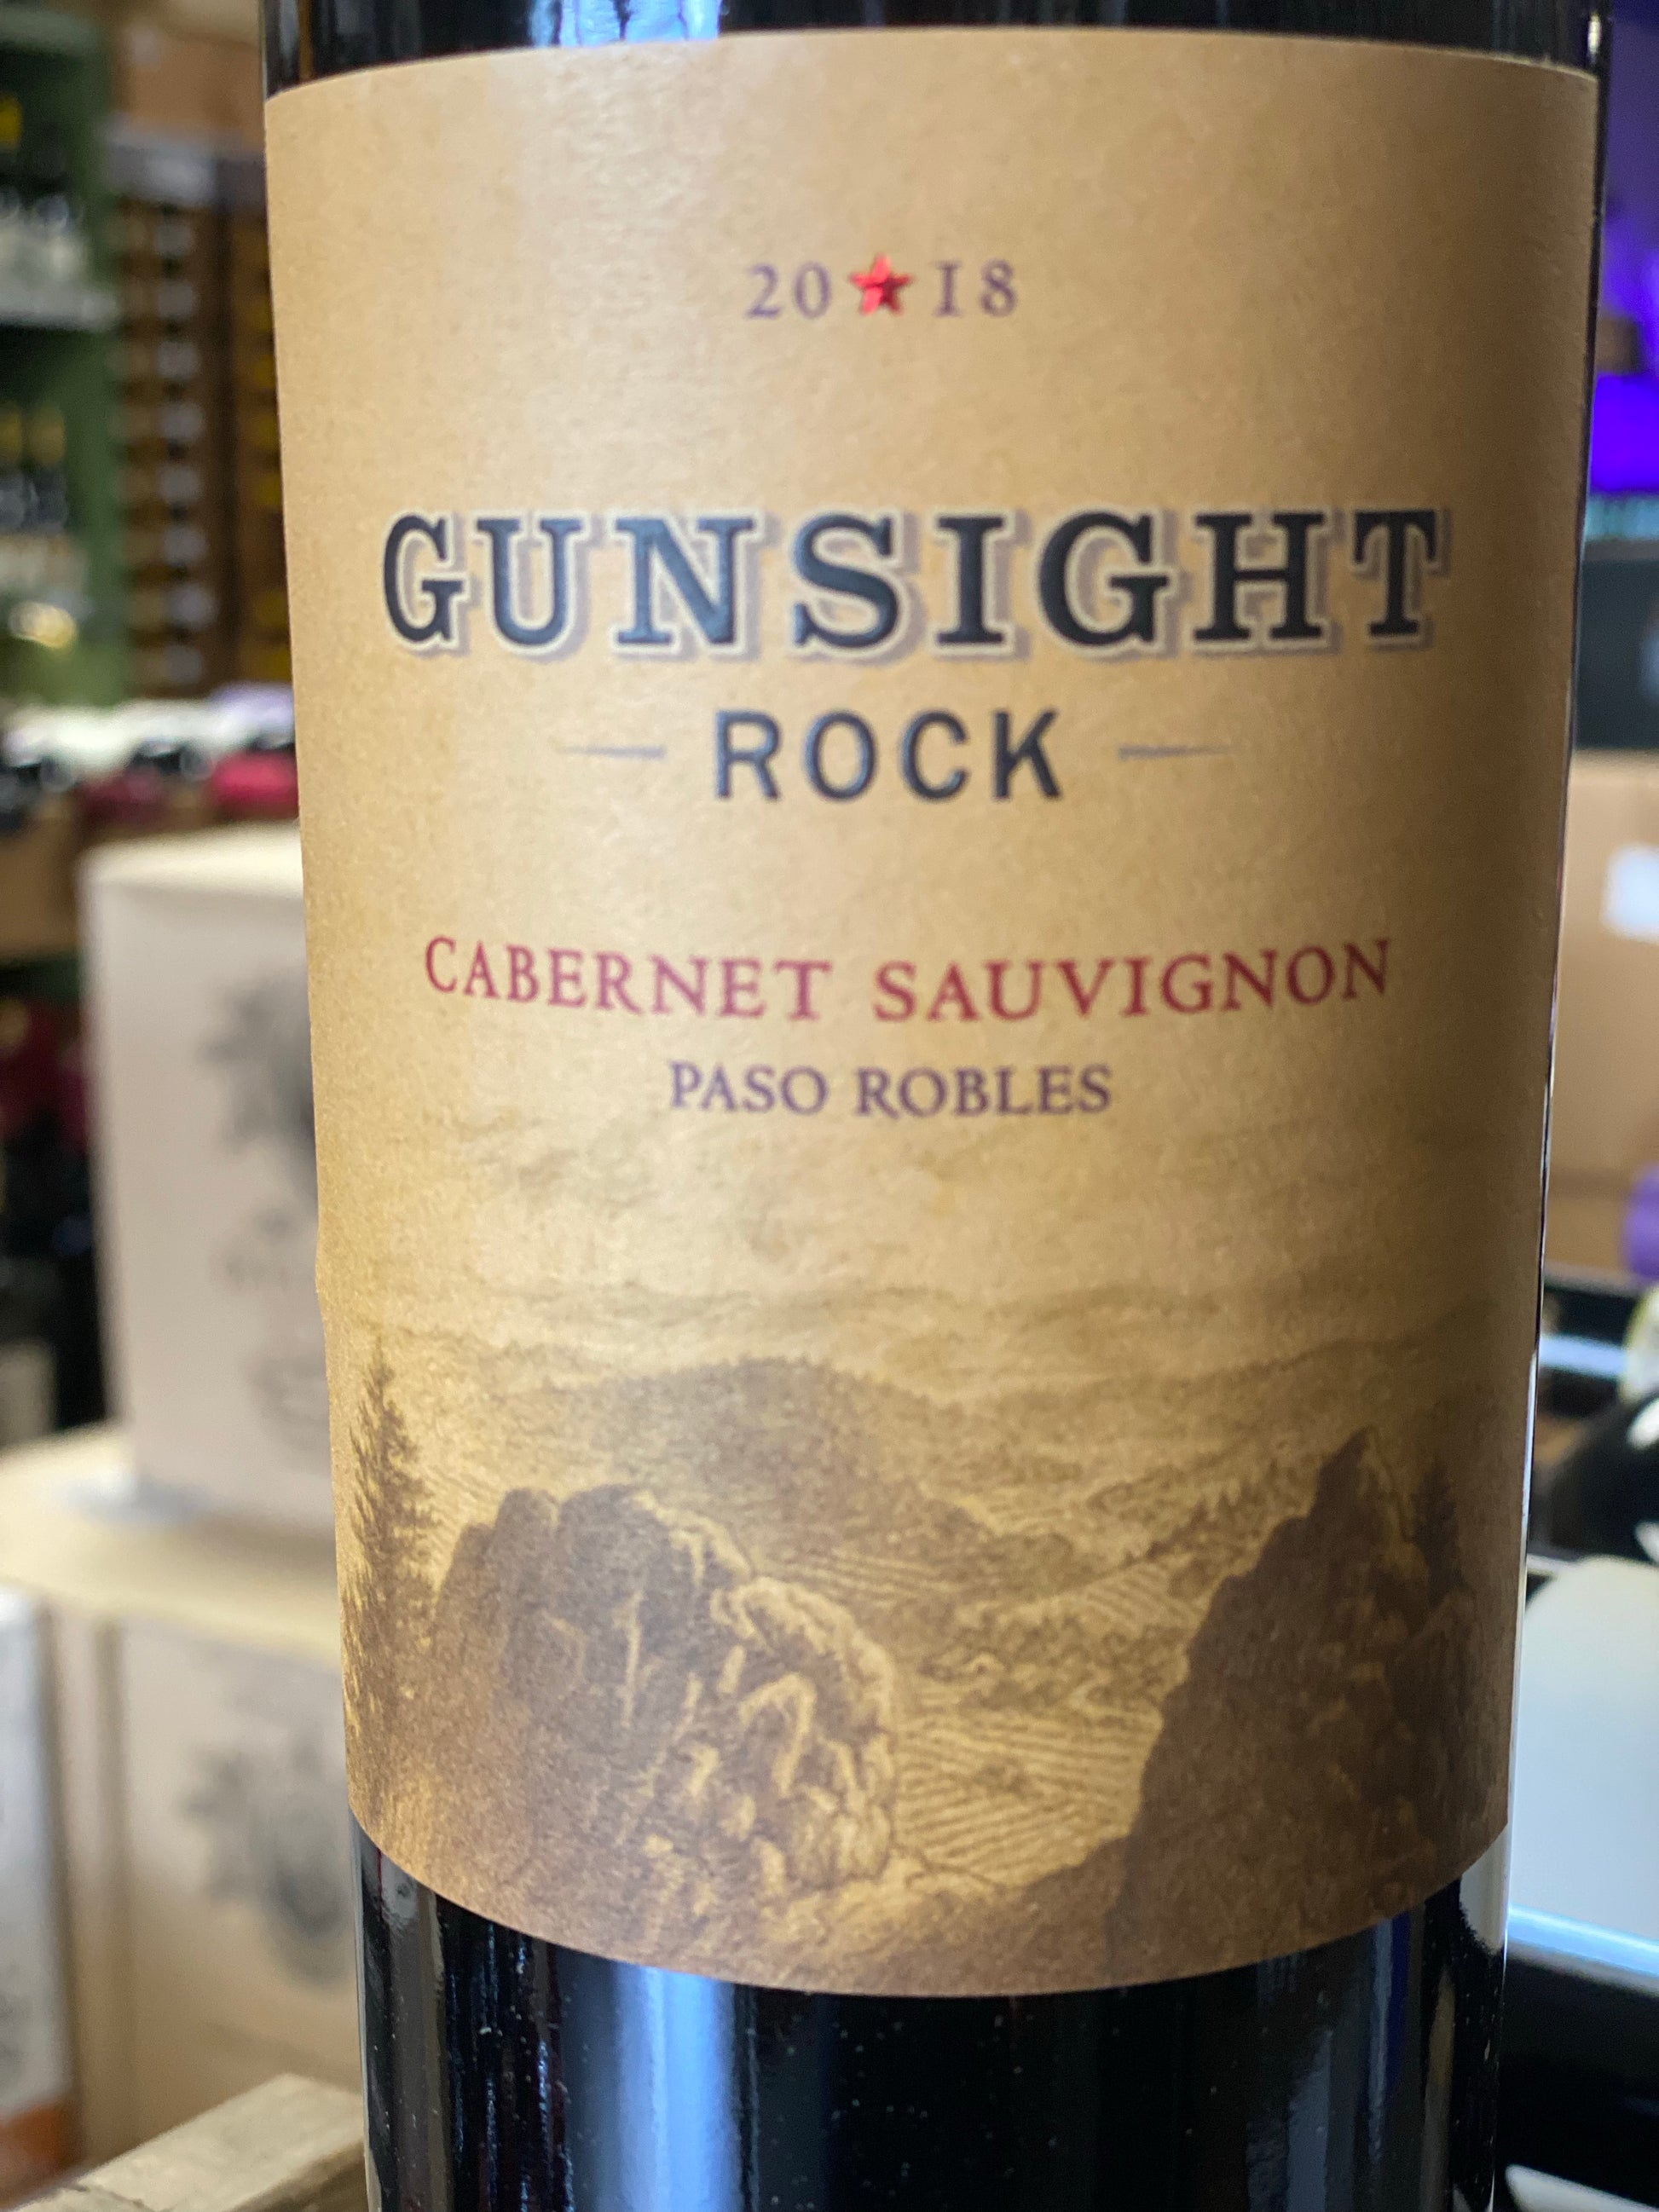 20★18
GUNSIGHT
ROCK
CABERNET SAUVIGNON
PASO ROBLES